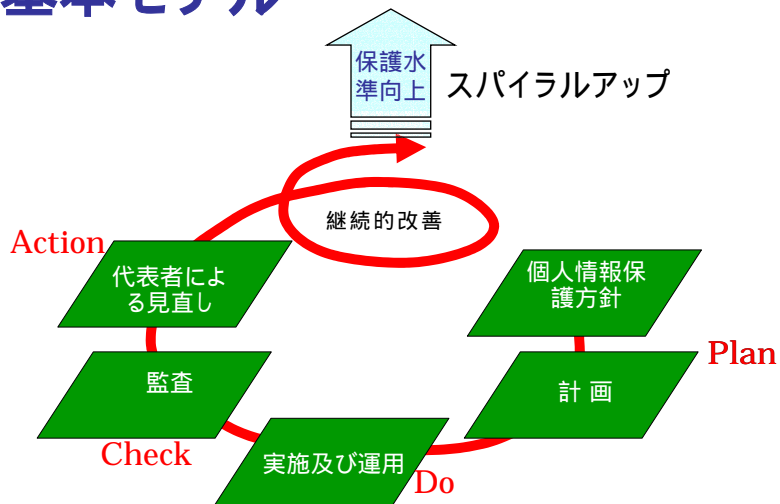 基本モデル
保護水
準向上
スパイラルアップ
継続的改善
Action
代表者によ
る見直し
個人情報保
護方針
Plan
監査
計 画
Check
実施及び運用
Do